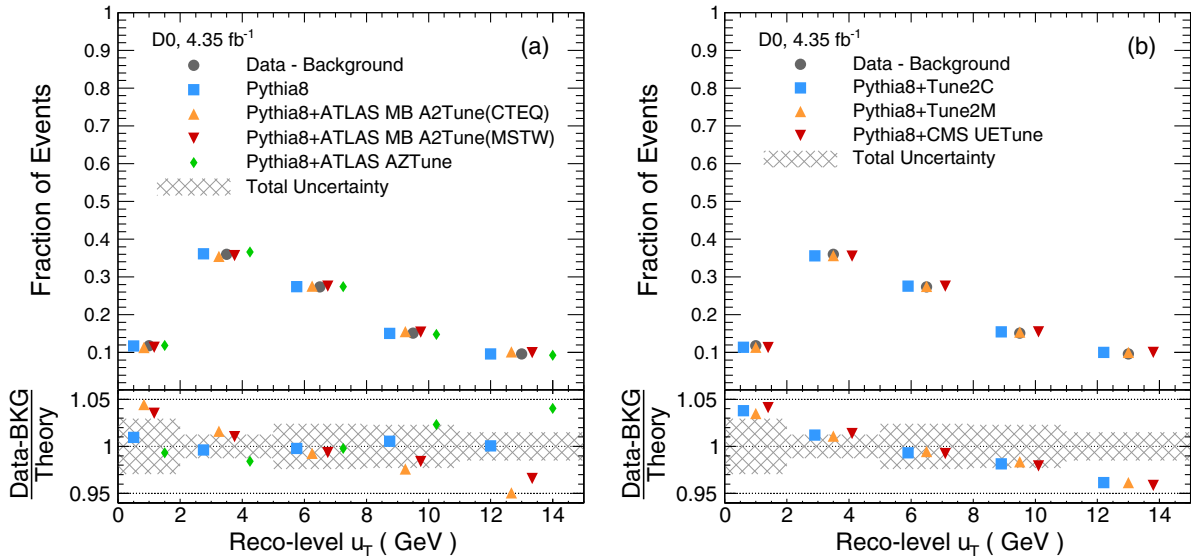 D0, 4.35 fb⁻¹
(a)
Data - Background
Pythia8
Pythia8+ATLAS MB A2Tune(CTEQ)
Pythia8+ATLAS MB A2Tune(MSTW)
Pythia8+ATLAS AZTune
Total Uncertainty
Fraction of Events
1
0.9
0.8
0.7
0.6
0.5
0.4
0.3
0.2
0.1
Data-BKG
Theory
1.05
1
0.95
0 2 4 6 8 10 12 14
Reco-level u_T ( GeV )
D0, 4.35 fb⁻¹
(b)
Data - Background
Pythia8+Tune2C
Pythia8+Tune2M
Pythia8+CMS UETune
Total Uncertainty
Fraction of Events
1
0.9
0.8
0.7
0.6
0.5
0.4
0.3
0.2
0.1
Data-BKG
Theory
1.05
1
0.95
0 2 4 6 8 10 12 14
Reco-level u_T ( GeV )